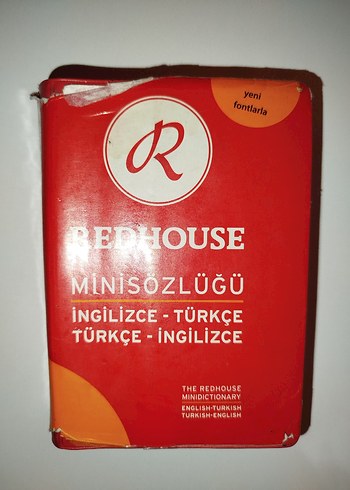 yeni
fontlarla
R
REDHOUSE
MİNİSÖZLÜĞÜ
İNGİLİZCE - TÜRKÇE
TÜRKÇE - İNGİLİZCE
THE REDHOUSE
MINIDICTIONARY
ENGLISH-TURKISH
TURKISH-ENGLISH